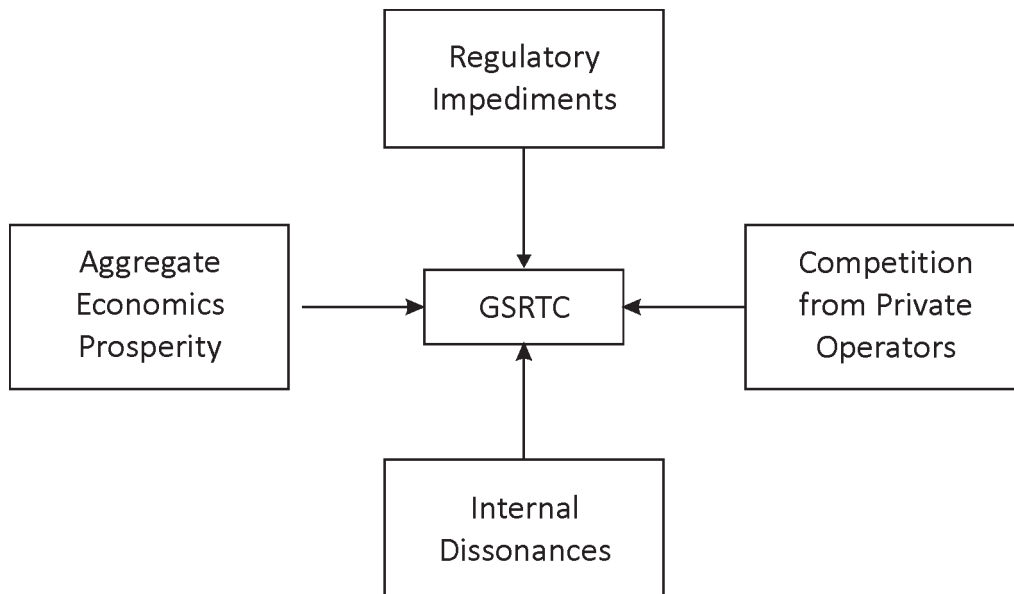 Regulatory
Impediments
Aggregate
Economics
Prosperity
GSRTC
Competition
from Private
Operators
Internal
Dissonances